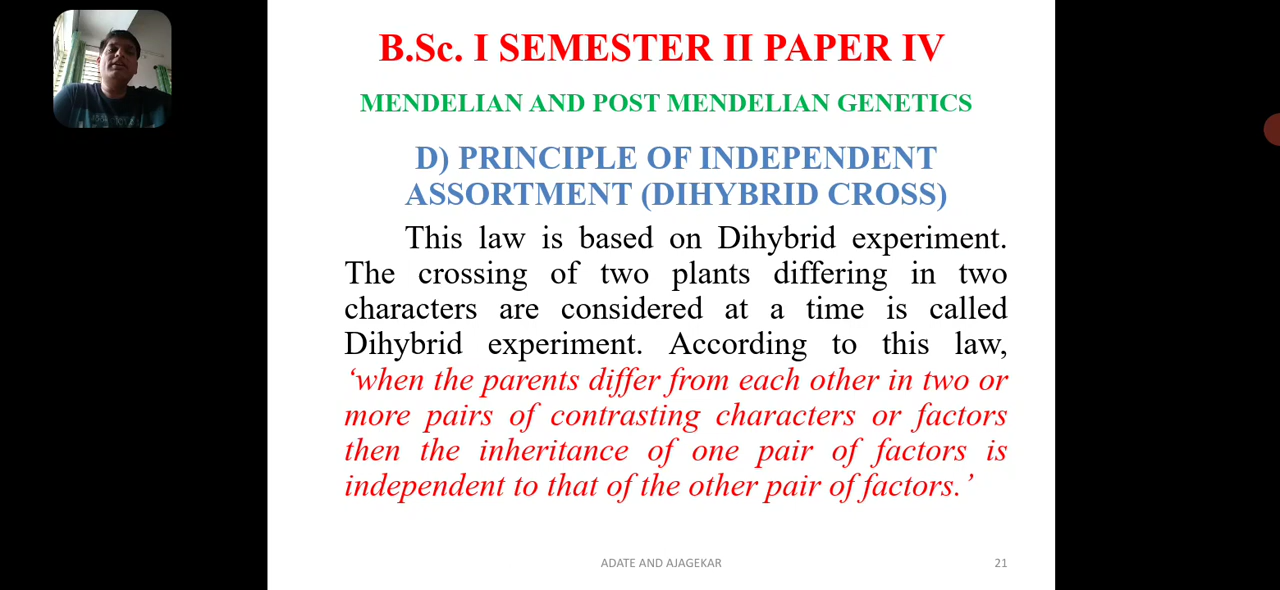 B.Sc. I SEMESTER II PAPER IV
MENDELIAN AND POST MENDELIAN GENETICS
D) PRINCIPLE OF INDEPENDENT
ASSORTMENT (DIHYBRID CROSS)
This law is based on Dihybrid experiment.
The crossing of two plants differing in two
characters are considered at a time is called
Dihybrid experiment. According to this law,
‘when the parents differ from each other in two or
more pairs of contrasting characters or factors
then the inheritance of one pair of factors is
independent to that of the other pair of factors.’
ADATE AND AJAGEKAR
21